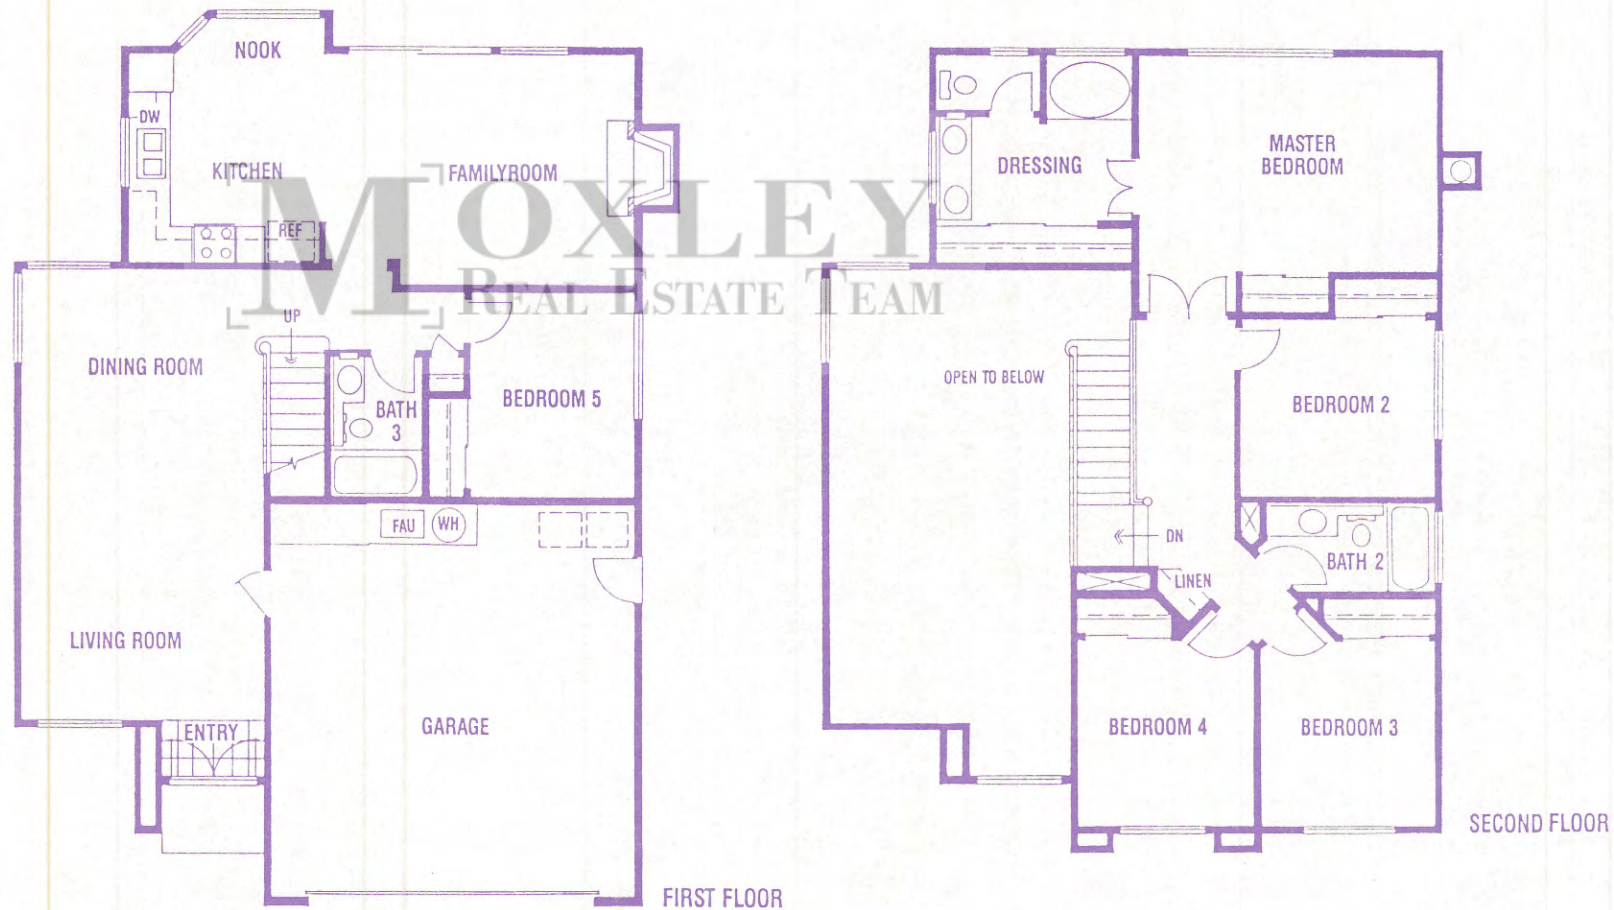 NOOK
DW
KITCHEN
FAMILYROOM
REF
UP
DINING ROOM
BATH
3
BEDROOM 5
FAU
WH
LIVING ROOM
ENTRY
GARAGE
FIRST FLOOR
MOXLEY
REAL ESTATE TEAM
DRESSING
MASTER
BEDROOM
OPEN TO BELOW
BEDROOM 2
DN
LINEN
BATH 2
BEDROOM 4
BEDROOM 3
SECOND FLOOR